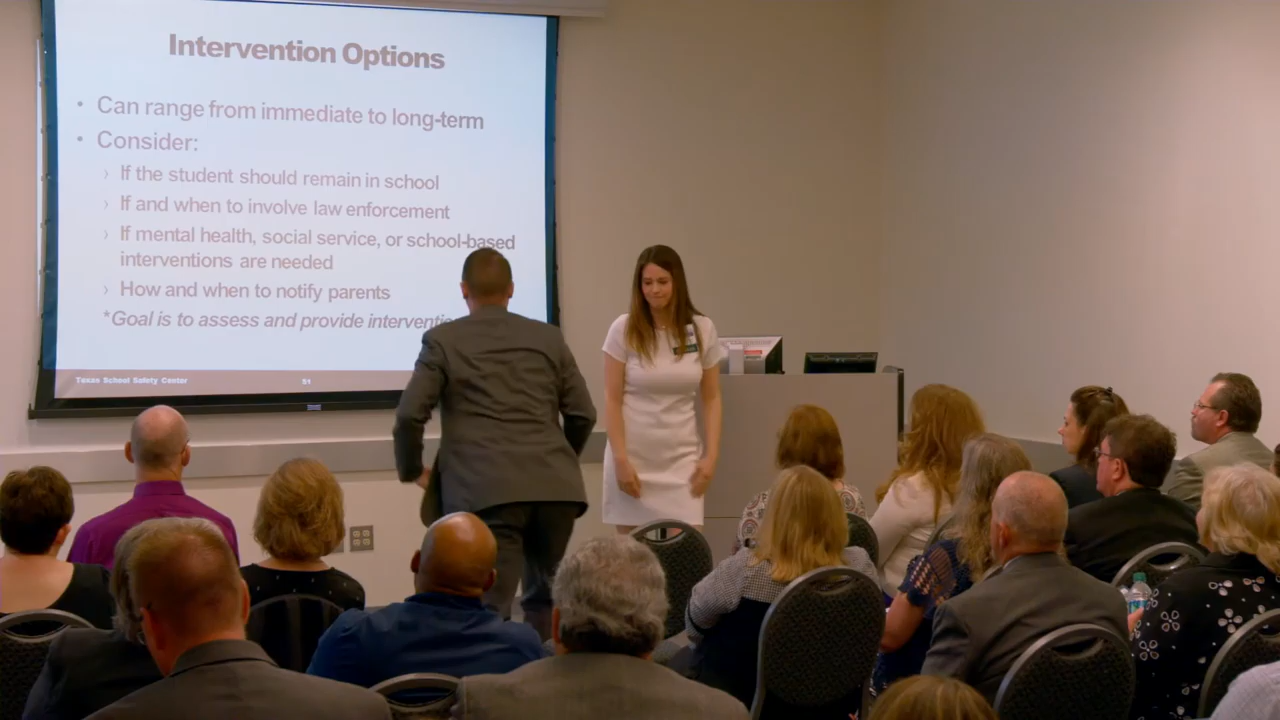 Intervention Options
• Can range from immediate to long-term
• Consider:
› If the student should remain in school
› If and when to involve law enforcement
› If mental health, social service, or school-based
interventions are needed
› How and when to notify parents
*Goal is to assess and provide
Texas School Safety Center
51